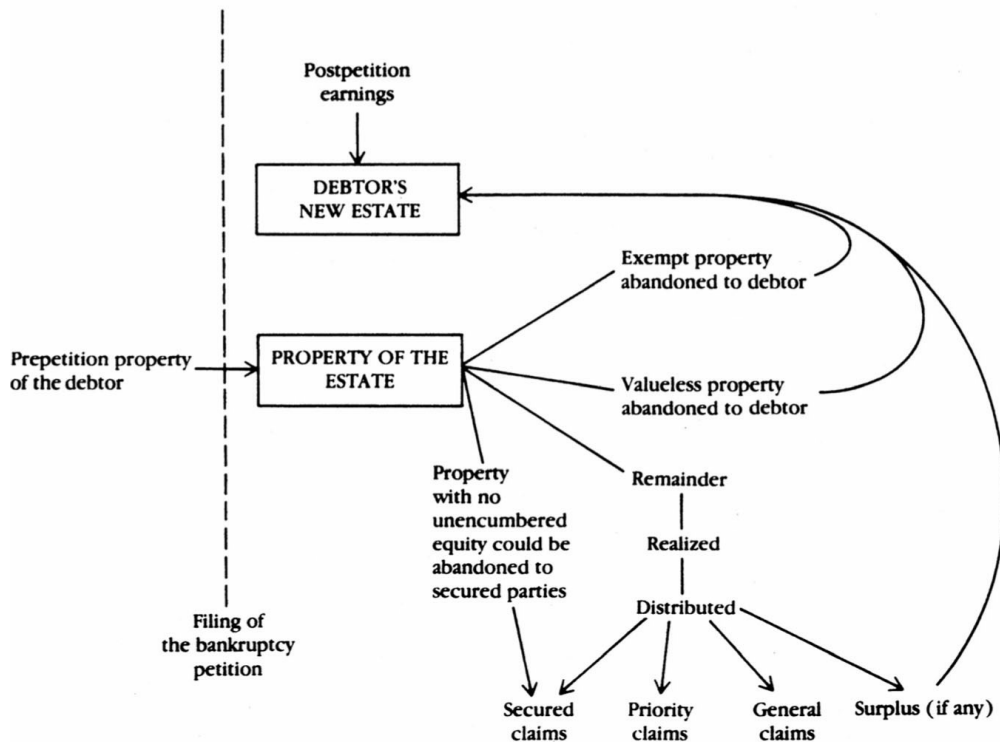 Postpetition
earnings
DEBTOR'S
NEW ESTATE
Exempt property
abandoned to debtor
Prepetition property
of the debtor
PROPERTY OF THE
ESTATE
Valueless property
abandoned to debtor
Property
with no
unencumbered
equity could be
abandoned to
secured parties
Remainder
Realized
Distributed
Filing of
the bankruptcy
petition
Secured
claims
Priority
claims
General
claims
Surplus (if any)